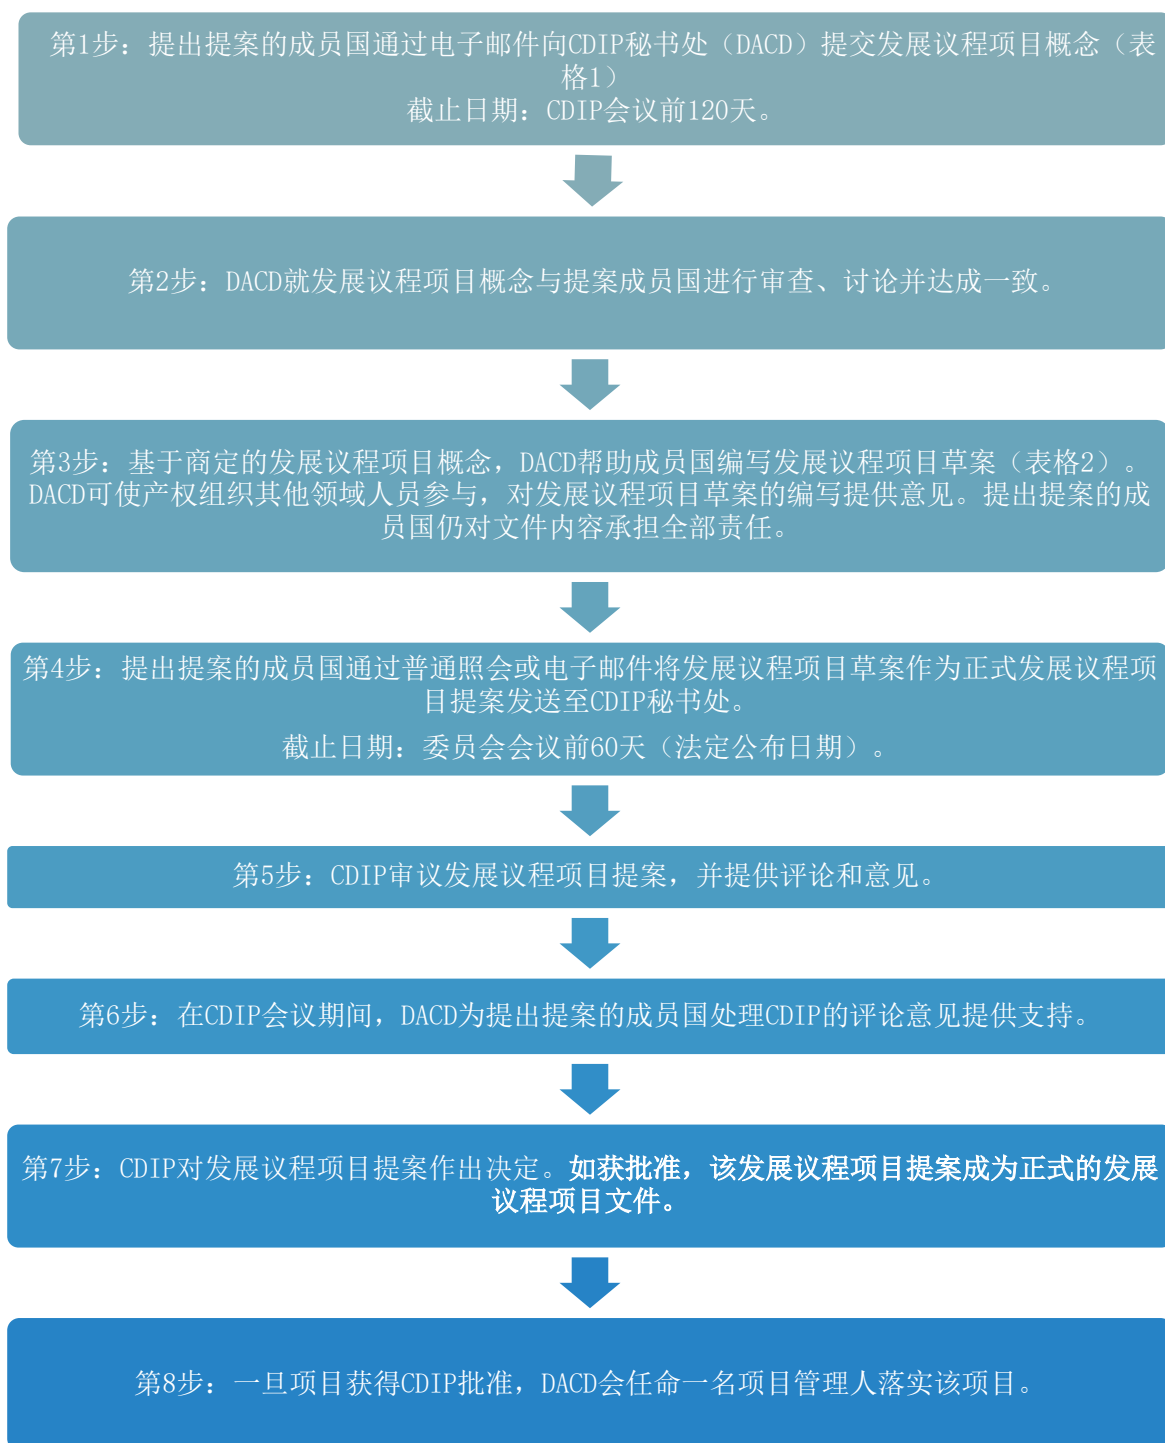 第1步：提出提案的成员国通过电子邮件向CDIP秘书处（DACD）提交发展议程项目概念（表
格1）
截止日期：CDIP会议前120天。
第2步：DACD就发展议程项目概念与提案成员国进行审查、讨论并达成一致。
第3步：基于商定的发展议程项目概念，DACD帮助成员国编写发展议程项目草案（表格2）。
DACD可使产权组织其他领域人员参与，对发展议程项目草案的编写提供意见。提出提案的成
员国仍对文件内容承担全部责任。
第4步：提出提案的成员国通过普通照会或电子邮件将发展议程项目草案作为正式发展议程项
目提案发送至CDIP秘书处。
截止日期：委员会会议前60天（法定公布日期）。
第5步：CDIP审议发展议程项目提案，并提供评论和意见。
第6步：在CDIP会议期间，DACD为提出提案的成员国处理CDIP的评论意见提供支持。
第7步：CDIP对发展议程项目提案作出决定。如获批准，该发展议程项目提案成为正式的发展
议程项目文件。
第8步：一旦项目获得CDIP批准，DACD会任命一名项目管理人落实该项目。